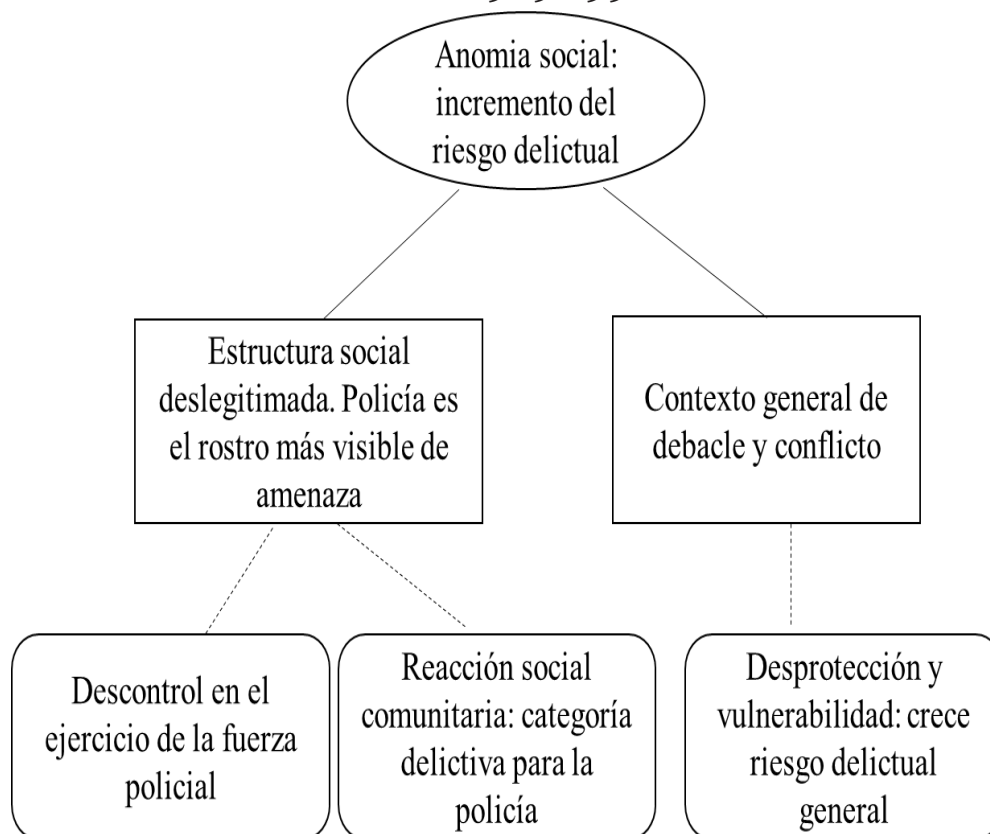 Anomia social:
incremento del
riesgo delictual
Estructura social
deslegitimada. Policía es
el rostro más visible de
amenaza
Contexto general de
debacle y conflicto
Descontrol en el
ejercicio de la fuerza
policial
Reacción social
comunitaria: categoría
delictiva para la
policía
Desprotección y
vulnerabilidad: crece
riesgo delictual
general